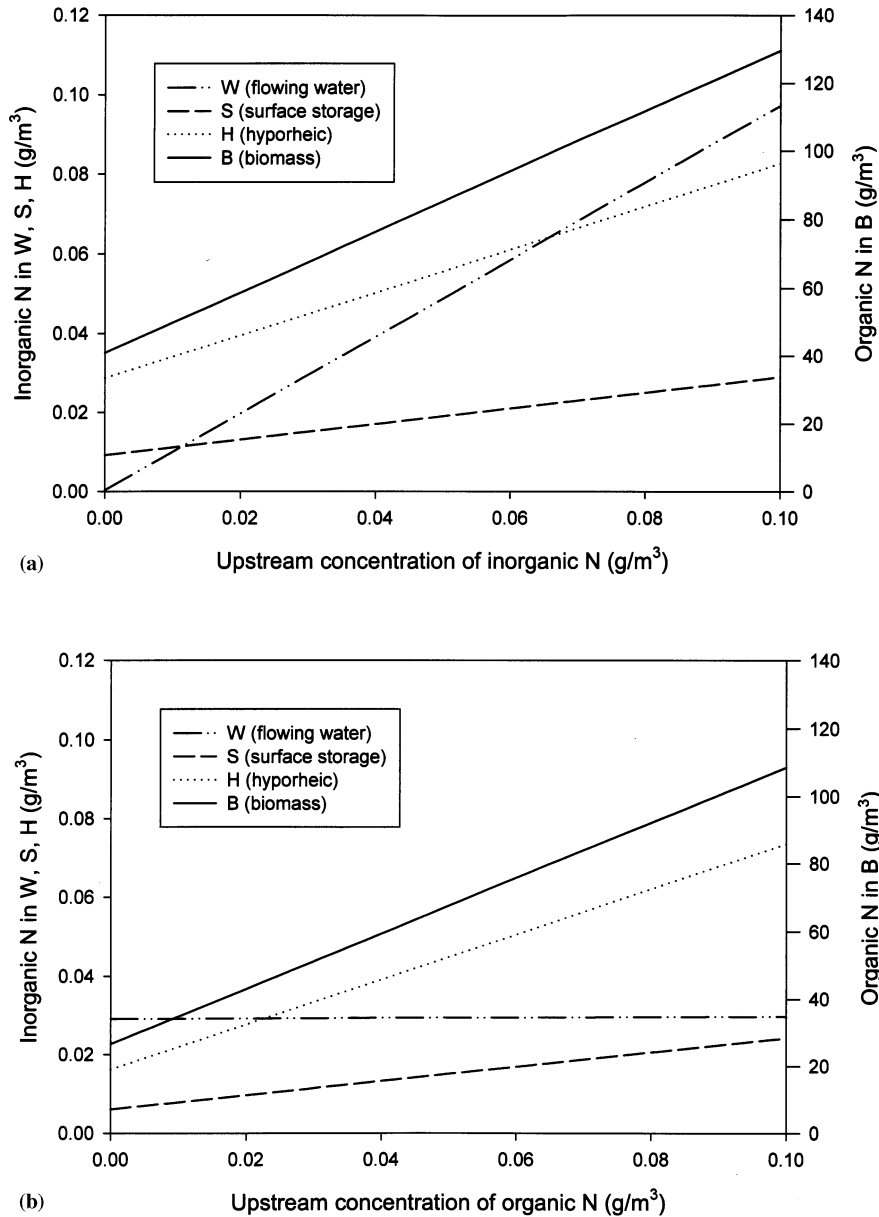 0.12
0.10
0.08
0.06
0.04
0.02
0.00
Inorganic N in W, S, H (g/m³)
W (flowing water)
S (surface storage)
H (hyporheic)
B (biomass)
140
120
100
80
60
40
20
0
Organic N in B (g/m³)
0.00 0.02 0.04 0.06 0.08 0.10
(a)
Upstream concentration of inorganic N (g/m³)
0.12
0.10
0.08
0.06
0.04
0.02
0.00
Inorganic N in W, S, H (g/m³)
W (flowing water)
S (surface storage)
H (hyporheic)
B (biomass)
140
120
100
80
60
40
20
0
Organic N in B (g/m³)
0.00 0.02 0.04 0.06 0.08 0.10
(b)
Upstream concentration of organic N (g/m³)